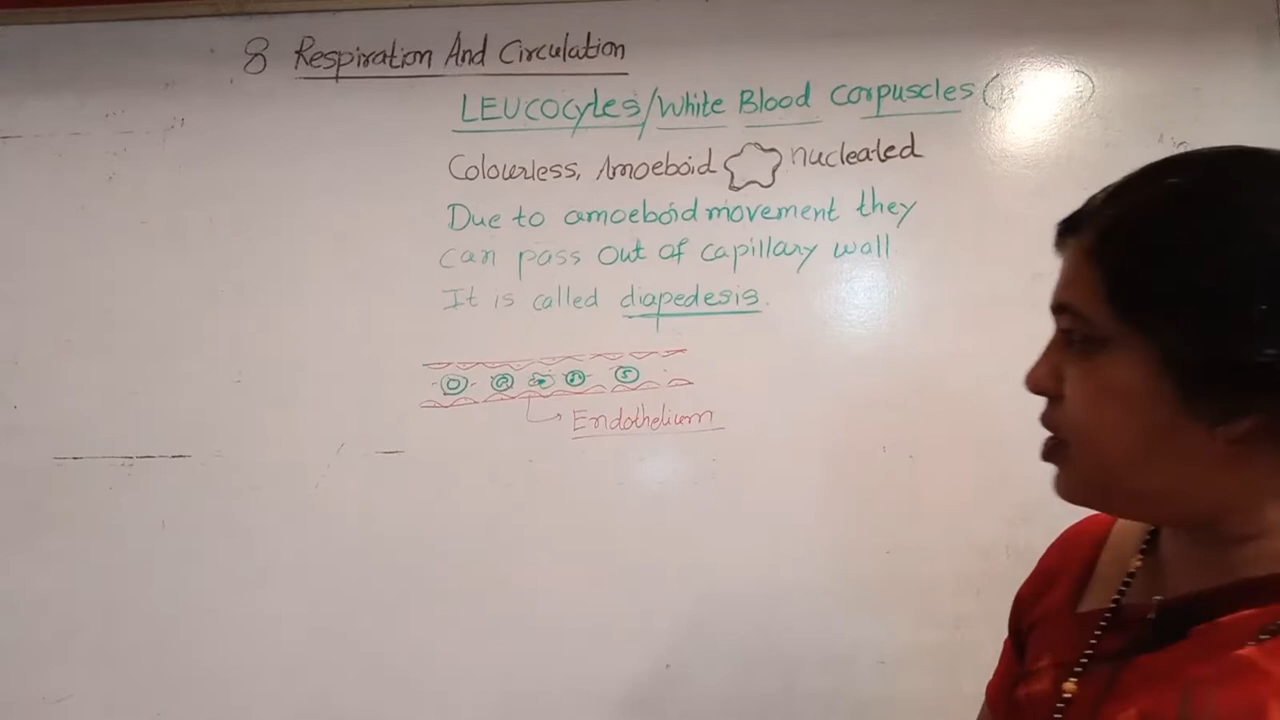 8 Respiration And Circulation
LEUCOCYTES/White Blood Corpuscles
Colourless, Amoeboid nucleated
Due to amoeboid movement they
can pass out of capillary wall
It is called diapedesis.
Endothelium